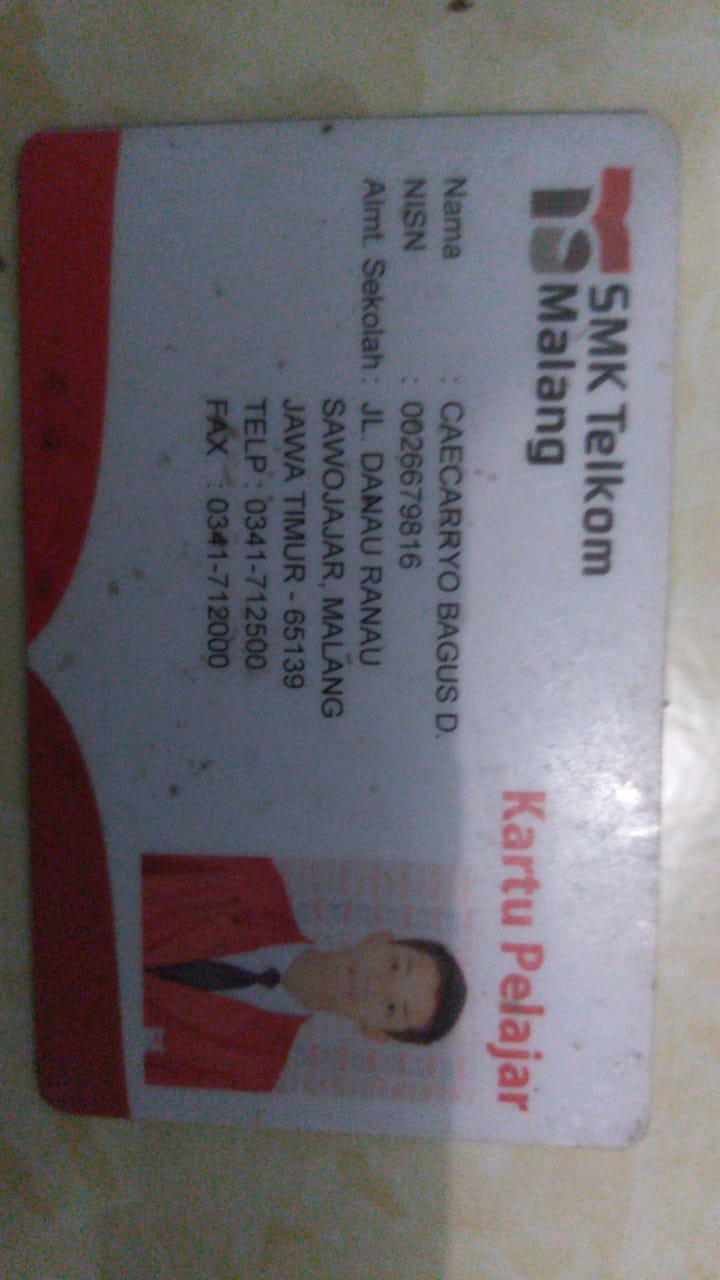 SMK Telkom
Malang
Kartu Pelajar
Nama : CAECARRYO BAGUS D.
NISN : 0026679816
Almt. Sekolah : JL. DANAU RANAU
SAWOJAJAR, MALANG
JAWA TIMUR - 65139
TELP : 0341-712500
FAX : 0341-712000